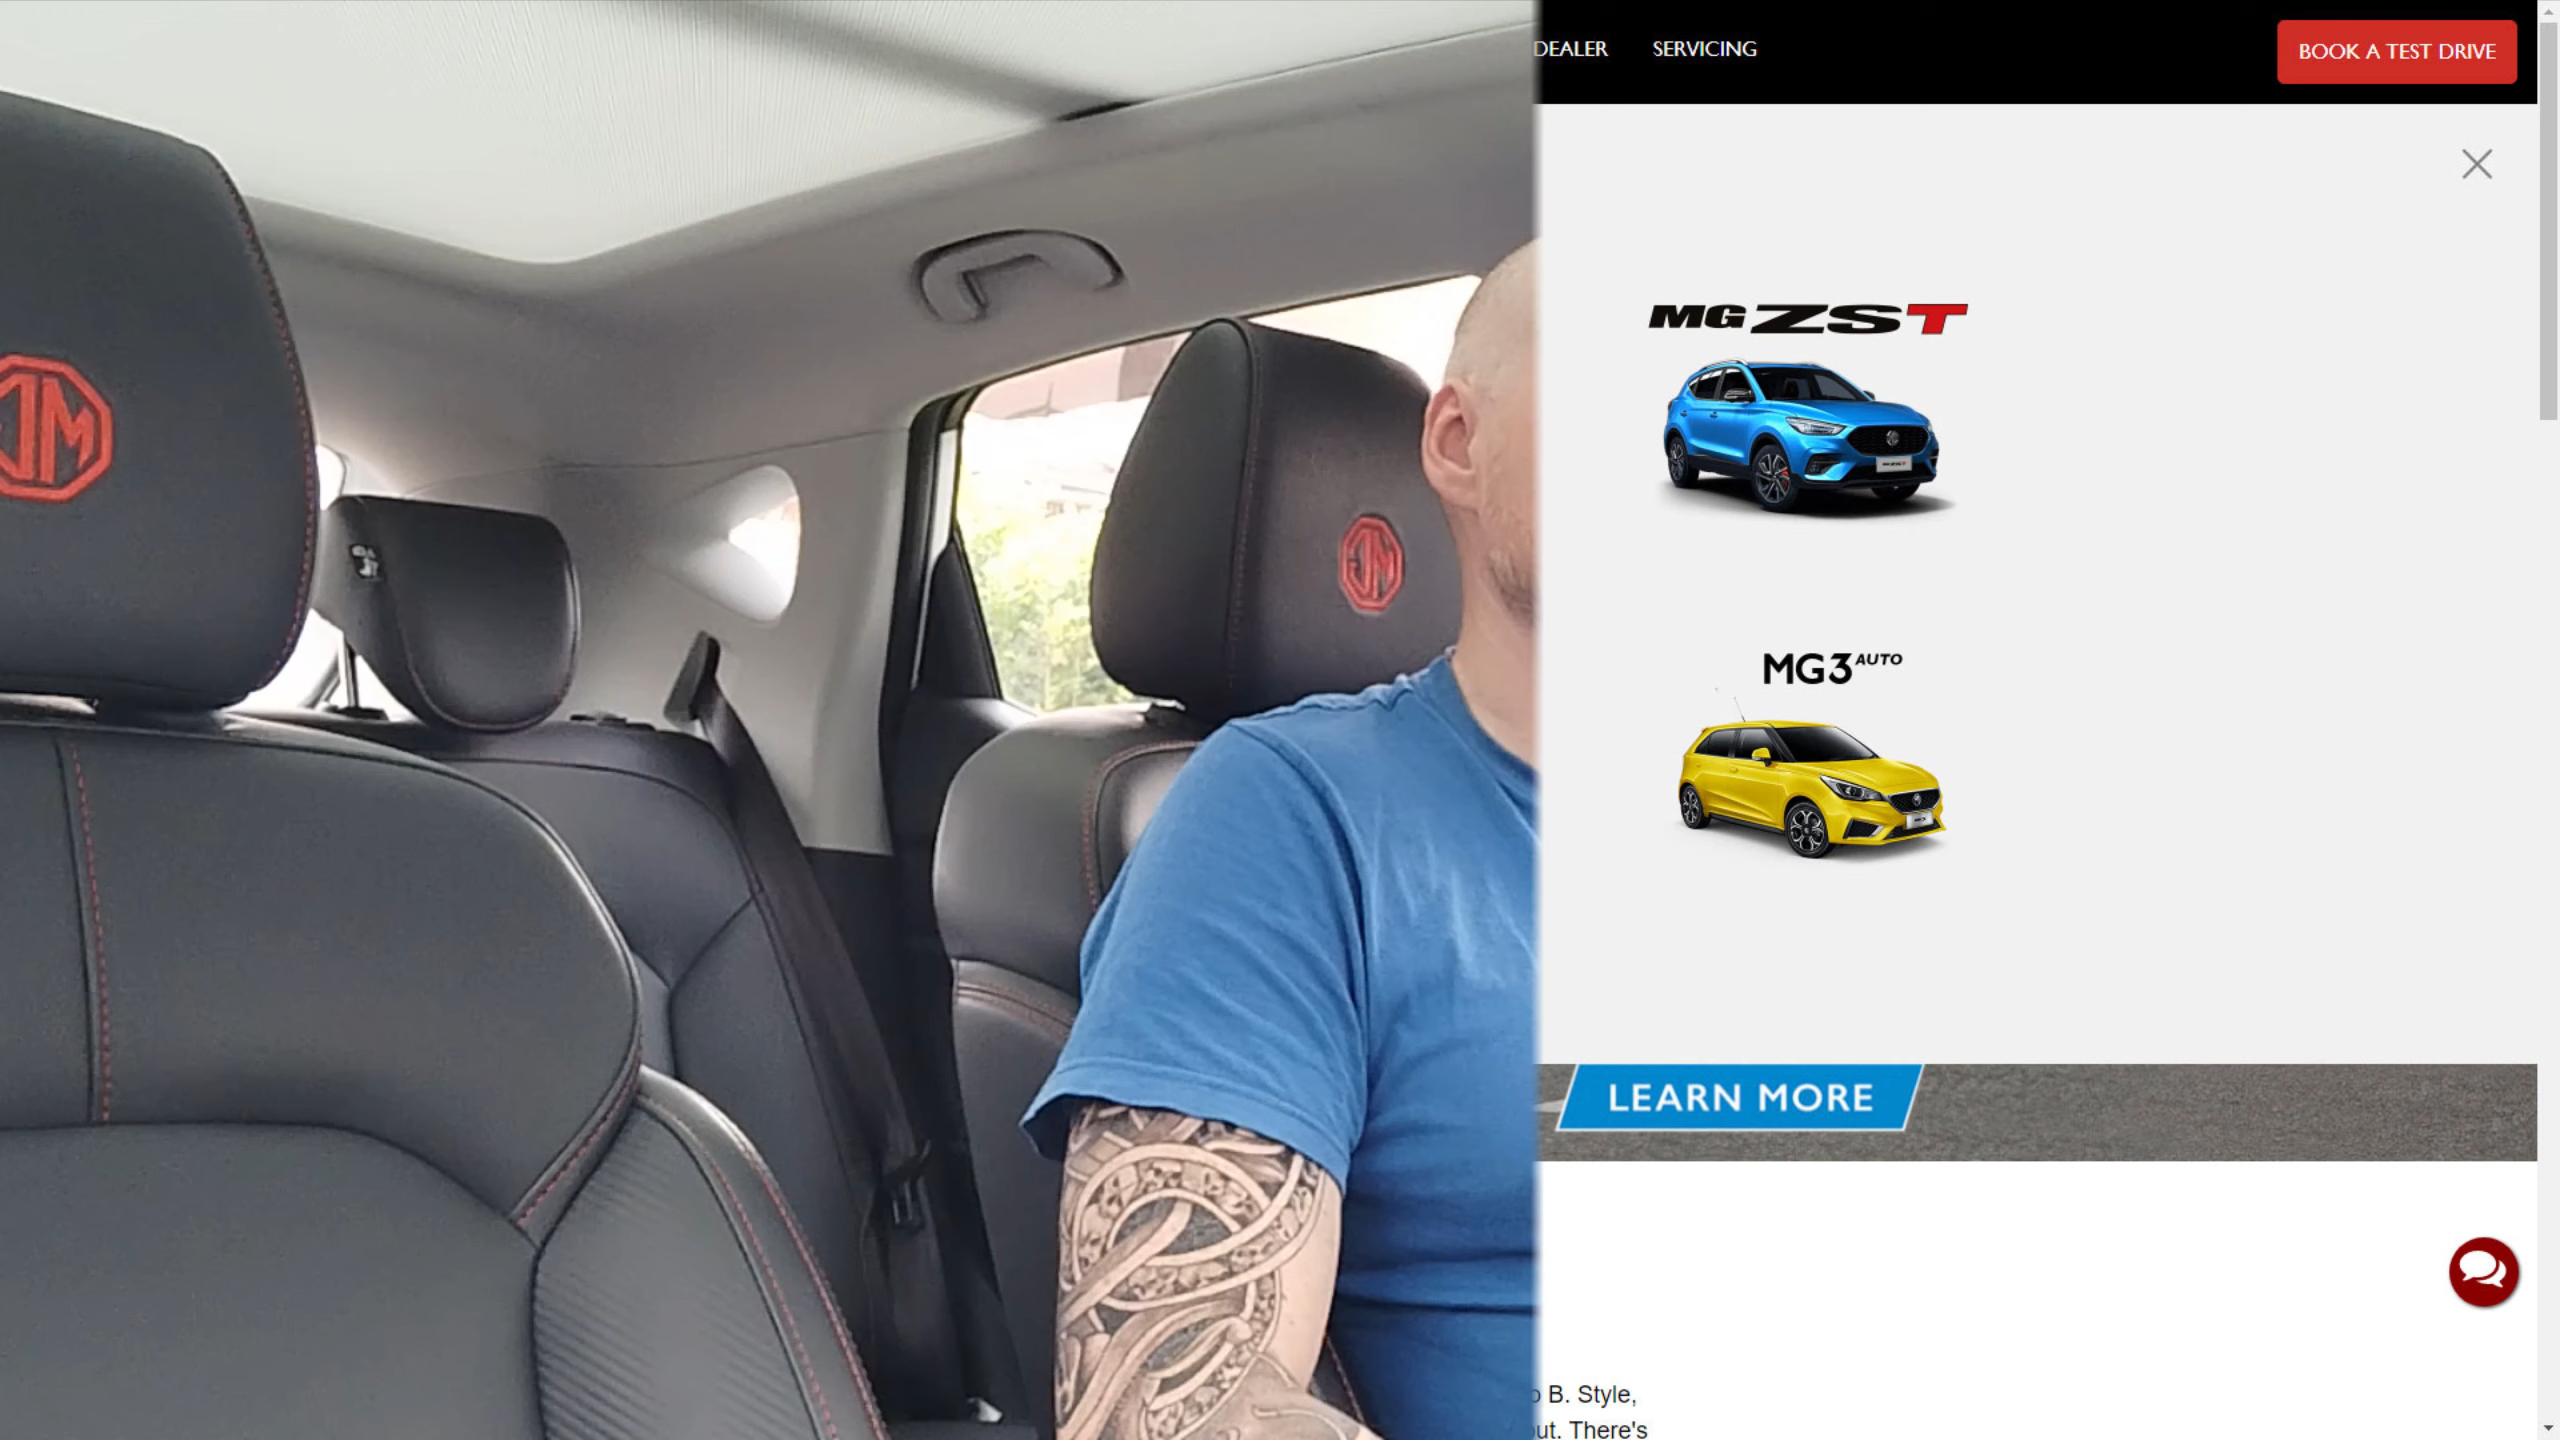 DEALER SERVICING
BOOK A TEST DRIVE
MG ZST
MG3 AUTO
LEARN MORE
B. Style,
There's